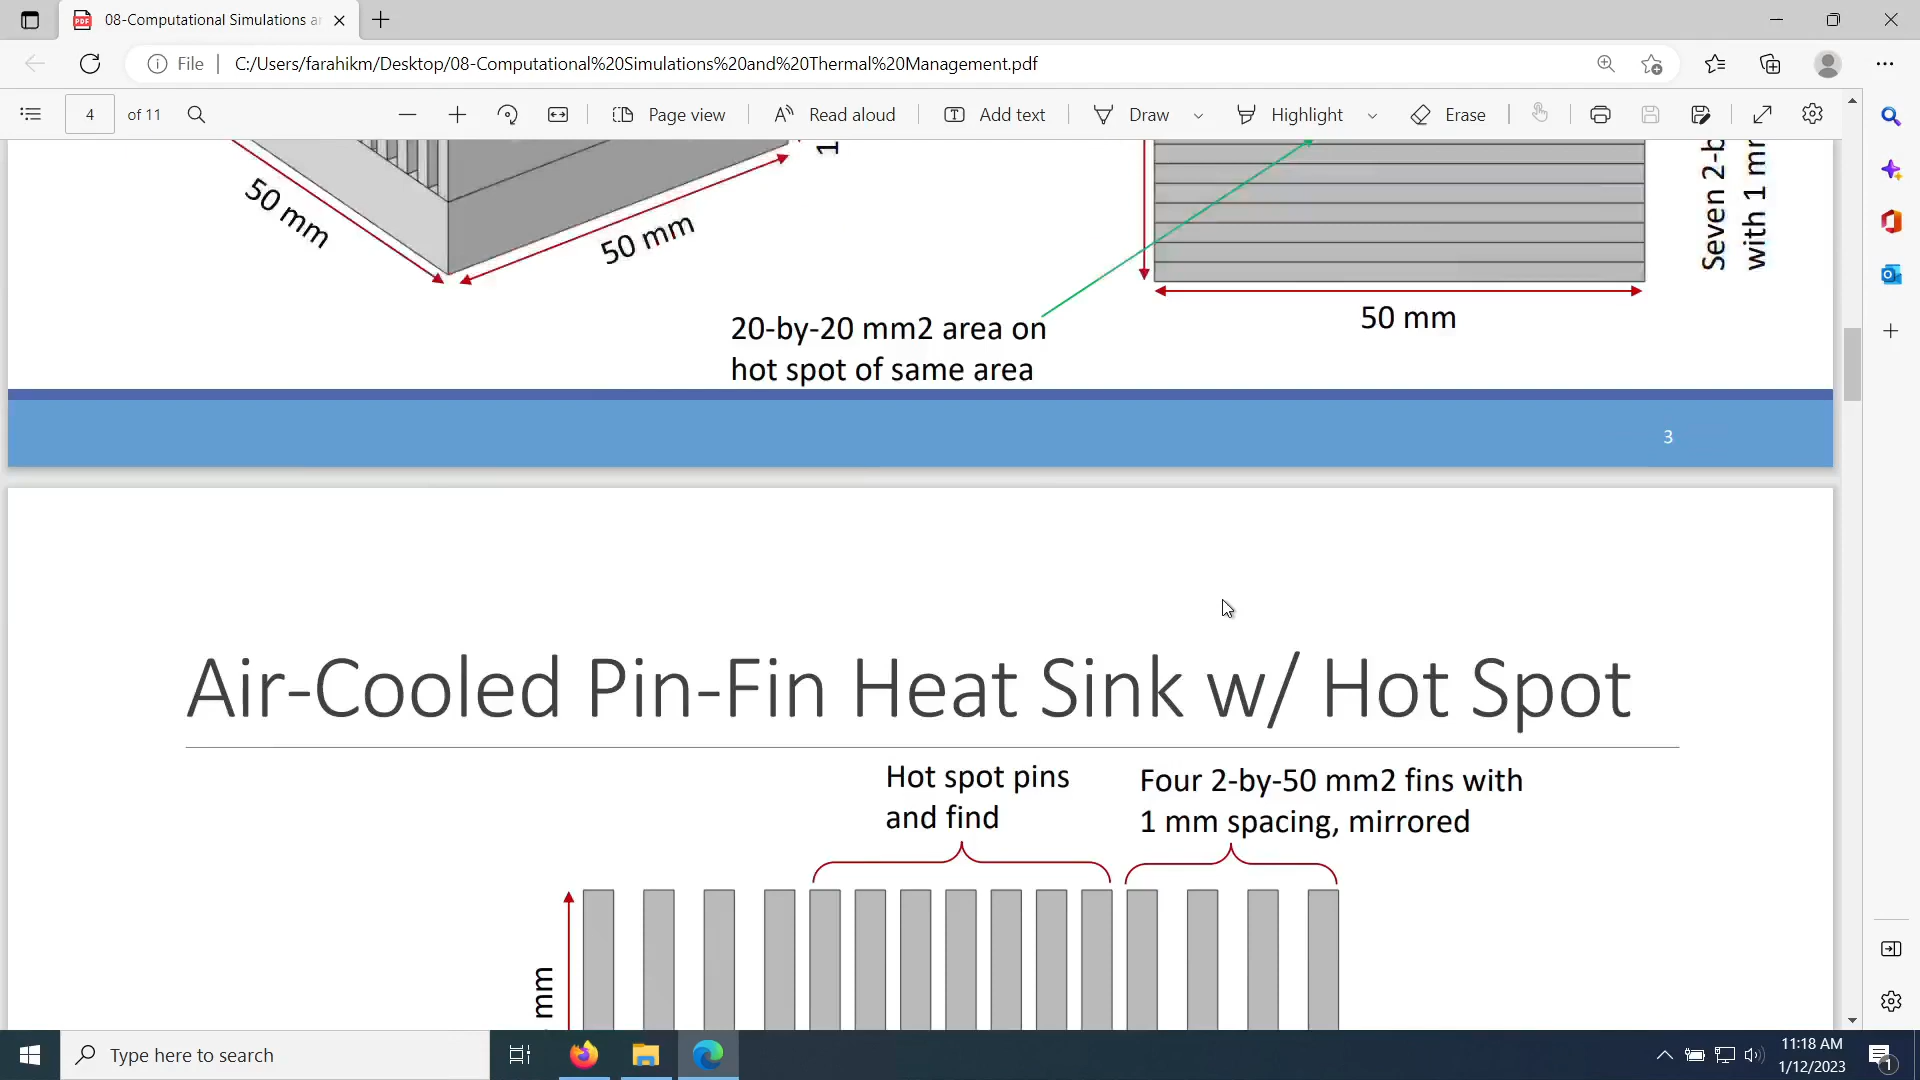 08-Computational Simulations a
File
C:/Users/farahikm/Desktop/08-Computational%20Simulations%20and%20Thermal%20Management.pdf
4 of 11
Page view
Read aloud
Add text
Draw
Highlight
Erase
50 mm
50 mm
1
Seven 2-b
with 1 mr
50 mm
20-by-20 mm2 area on
hot spot of same area
3
Air-Cooled Pin-Fin Heat Sink w/ Hot Spot
Hot spot pins
and find
Four 2-by-50 mm2 fins with
1 mm spacing, mirrored
mm
Type here to search
11:18 AM
1/12/2023
1